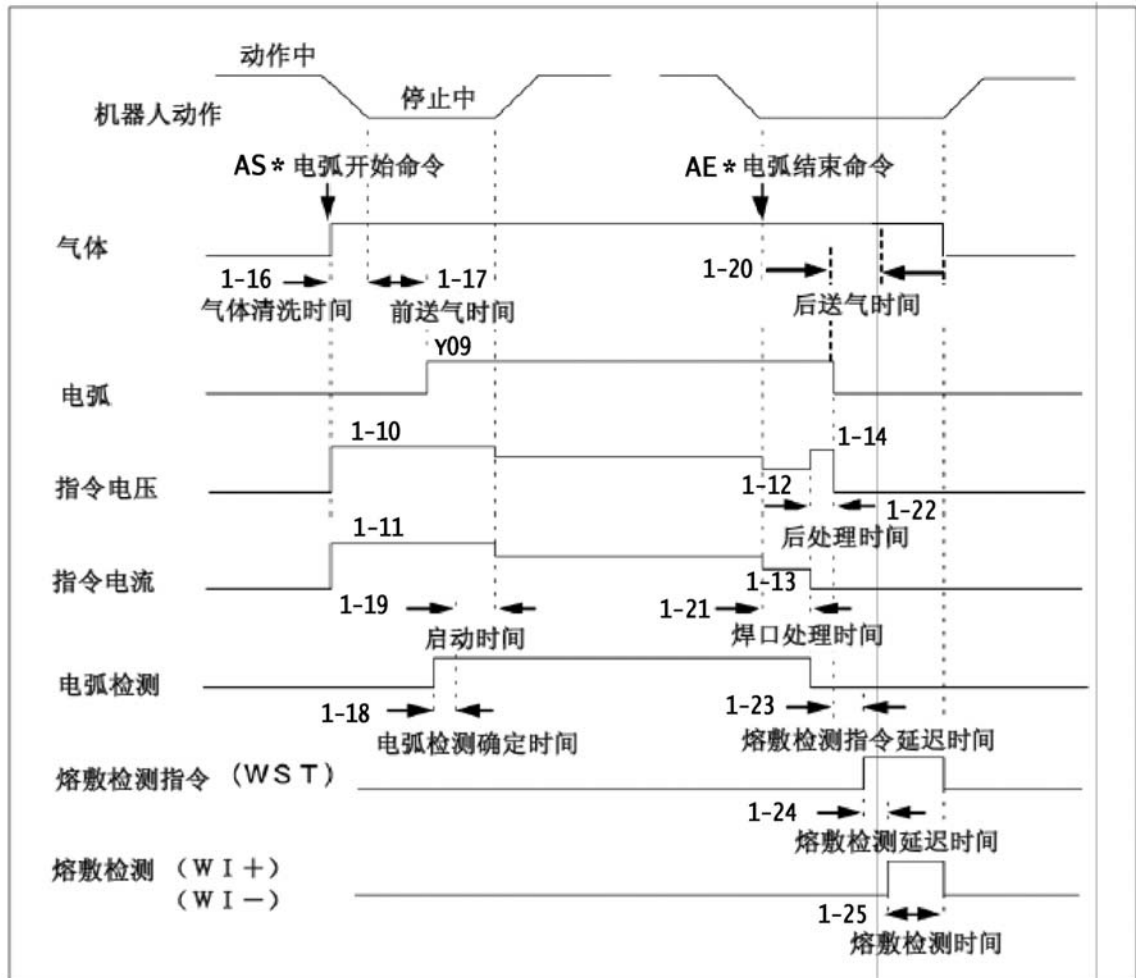 动作中
停止中
机器人动作
AS* 电弧开始命令
AE* 电弧结束命令
气体
1-16
1-17
1-20
气体清洗时间
前送气时间
后送气时间
Y09
电弧
1-10
1-14
指令电压
1-12
1-22
后处理时间
1-11
指令电流
1-13
1-19
1-21
启动时间
焊口处理时间
电弧检测
1-18
1-23
电弧检测确定时间
熔敷检测指令延迟时间
熔敷检测指令 (WST)
1-24
熔敷检测延迟时间
熔敷检测 (WI+)
(WI-)
1-25
熔敷检测时间